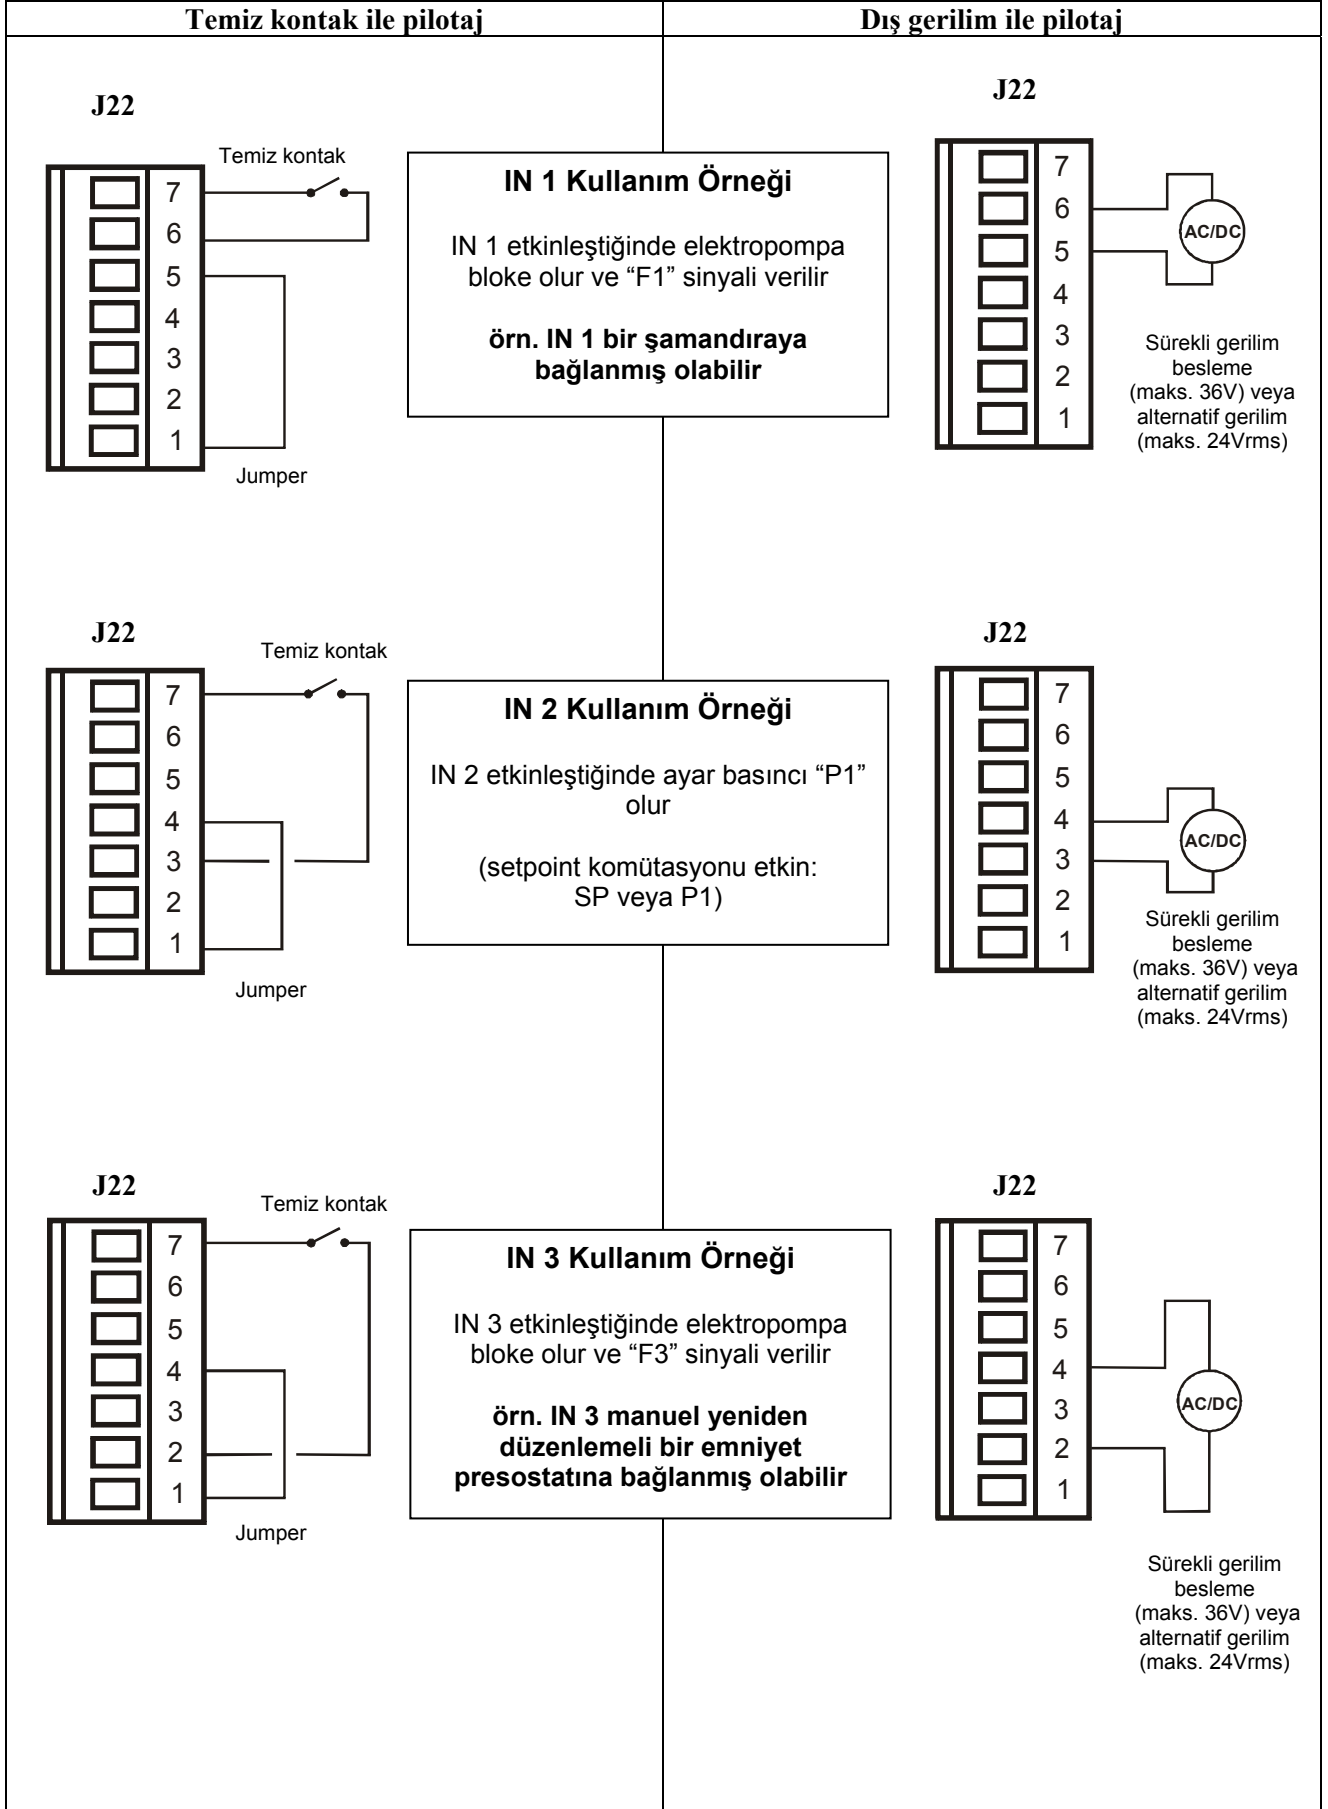 Temiz kontak ile pilotaj
Dış gerilim ile pilotaj
J22
Temiz kontak
7
6
5
4
3
2
1
Jumper
IN 1 Kullanım Örneği
IN 1 etkinleştiğinde elektropompa
bloke olur ve “F1” sinyali verilir
örn. IN 1 bir şamandıraya
bağlanmış olabilir
J22
7
6
5
4
3
2
1
AC/DC
Sürekli gerilim
besleme
(maks. 36V) veya
alternatif gerilim
(maks. 24Vrms)
J22
Temiz kontak
7
6
5
4
3
2
1
Jumper
IN 2 Kullanım Örneği
IN 2 etkinleştiğinde ayar basıncı “P1”
olur
(setpoint komütasyonu etkin:
SP veya P1)
J22
7
6
5
4
3
2
1
AC/DC
Sürekli gerilim
besleme
(maks. 36V) veya
alternatif gerilim
(maks. 24Vrms)
J22
Temiz kontak
7
6
5
4
3
2
1
Jumper
IN 3 Kullanım Örneği
IN 3 etkinleştiğinde elektropompa
bloke olur ve “F3” sinyali verilir
örn. IN 3 manuel yeniden
düzenlemeli bir emniyet
presostatına bağlanmış olabilir
J22
7
6
5
4
3
2
1
AC/DC
Sürekli gerilim
besleme
(maks. 36V) veya
alternatif gerilim
(maks. 24Vrms)